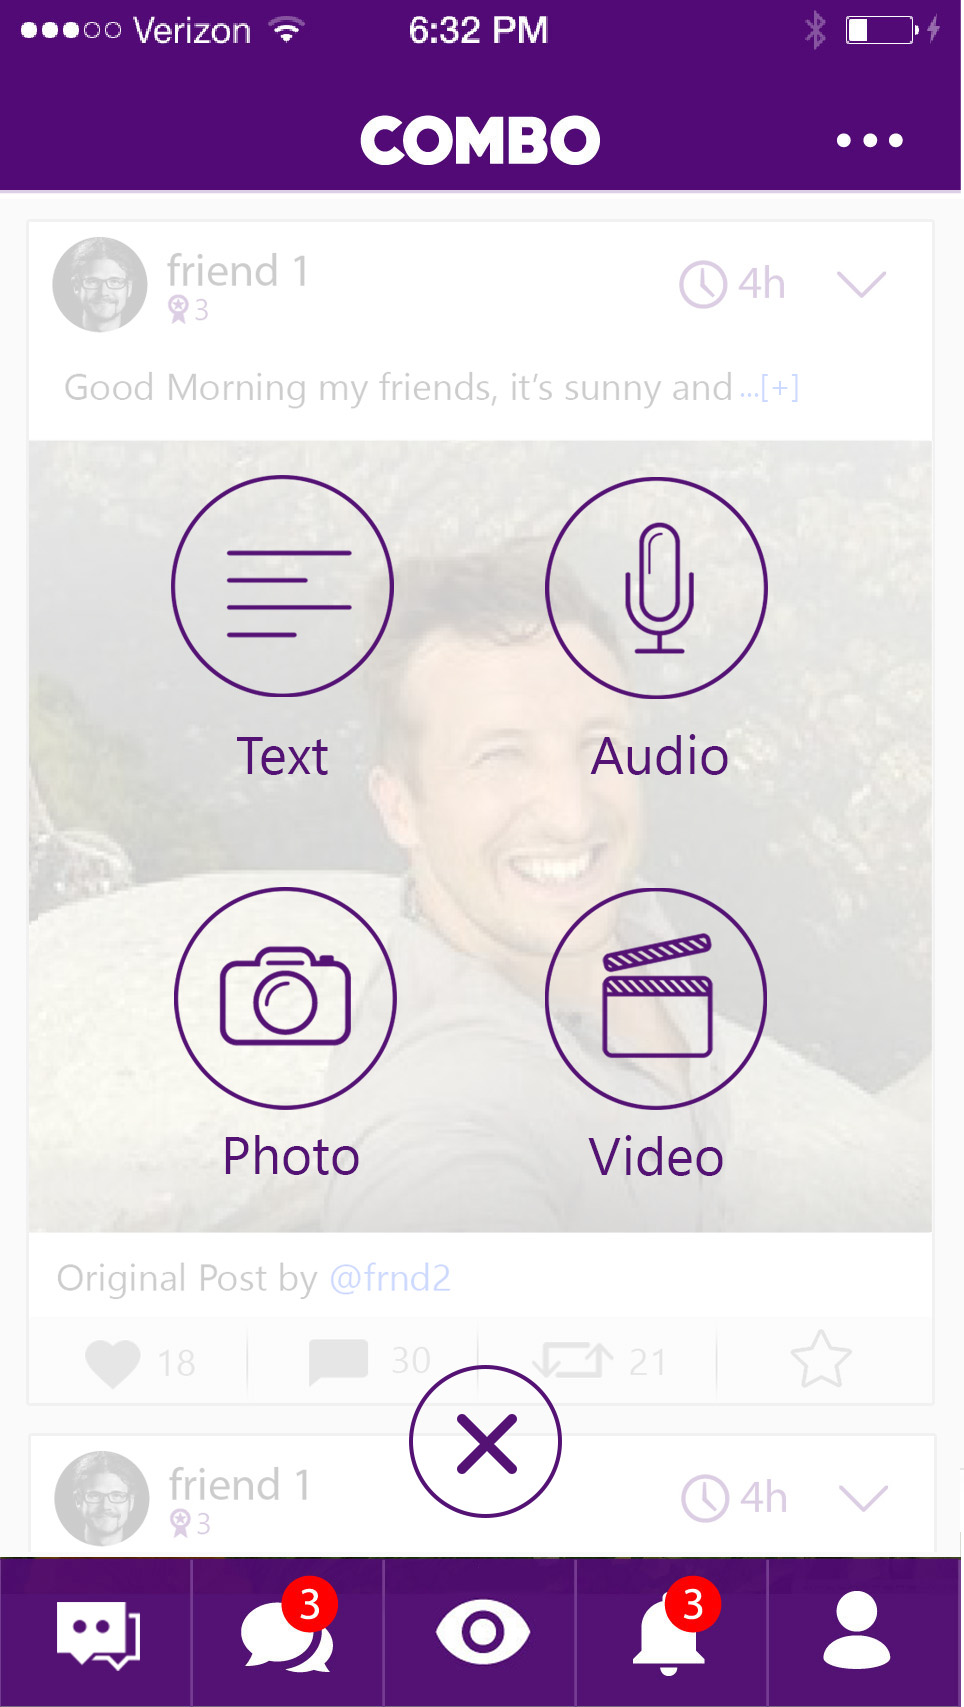 Verizon 6:32 PM
COMBO
friend 1
3
4h
Good Morning my friends, it's sunny and ...[+]
Text
Audio
Photo
Video
Original Post by @frnd2
18
30
21
friend 1
3
4h
3
3